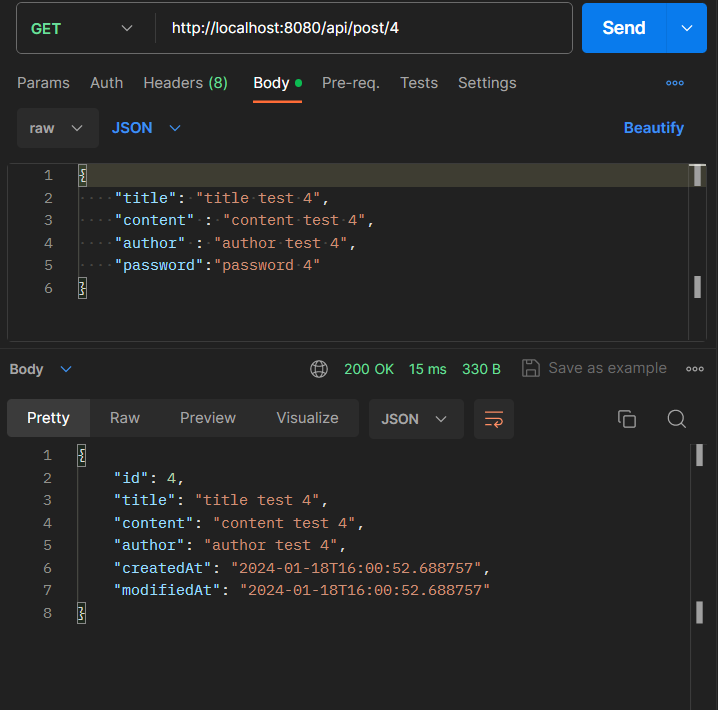 GET http://localhost:8080/api/post/4 Send
Params Auth Headers (8) Body Pre-req. Tests Settings
raw JSON Beautify
1 {
2 "title": "title test 4",
3 "content" : "content test 4",
4 "author" : "author test 4",
5 "password":"password 4"
6 }
Body 200 OK 15 ms 330 B Save as example
Pretty Raw Preview Visualize JSON
1 {
2 "id": 4,
3 "title": "title test 4",
4 "content": "content test 4",
5 "author": "author test 4",
6 "createdAt": "2024-01-18T16:00:52.688757",
7 "modifiedAt": "2024-01-18T16:00:52.688757"
8 }